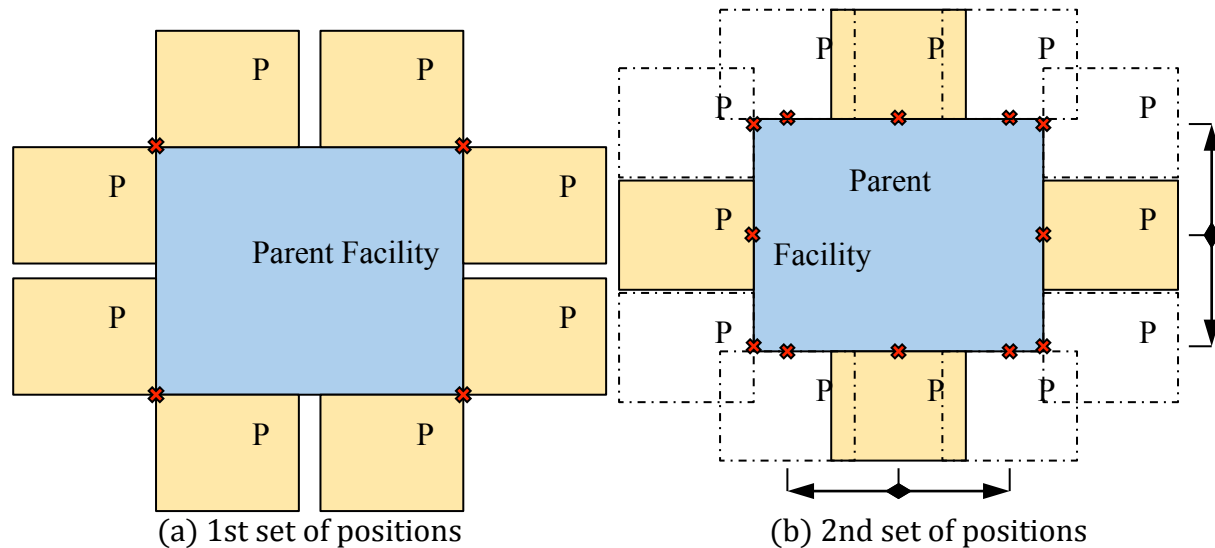 P P
P P
Parent Facility
P P
P P
(a) 1st set of positions
P P P
P P
Parent
P P
Facility
P P
P P P
(b) 2nd set of positions